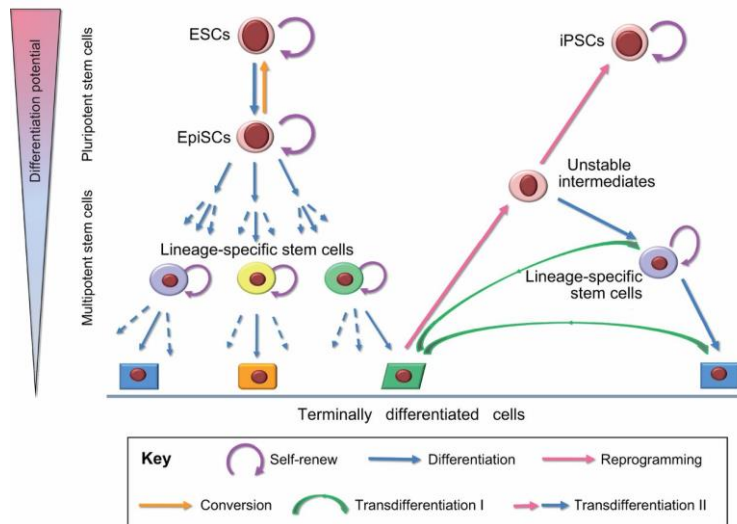 Differentiation potential
Pluripotent stem cells
Multipotent stem cells
ESCs
EpiSCs
Lineage-specific stem cells
iPSCs
Unstable
intermediates
Lineage-specific
stem cells
Terminally differentiated cells
Key
Self-renew
Differentiation
Reprogramming
Conversion
Transdifferentiation I
Transdifferentiation II